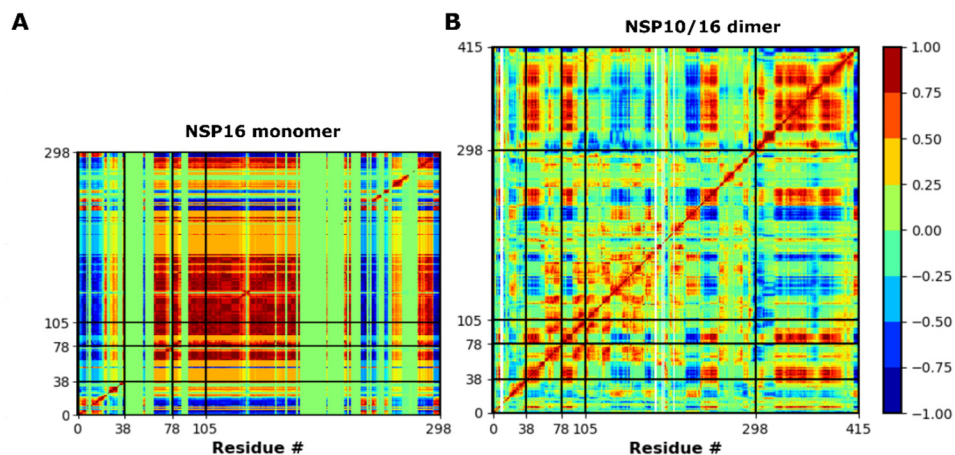 A
B
NSP16 monomer
298
105
78
38
0
0 38 78 105 298
Residue #
NSP10/16 dimer
415
298
105
78
38
0
0 38 78 105 298 415
Residue #
1.00
0.75
0.50
0.25
0.00
−0.25
−0.50
−0.75
−1.00